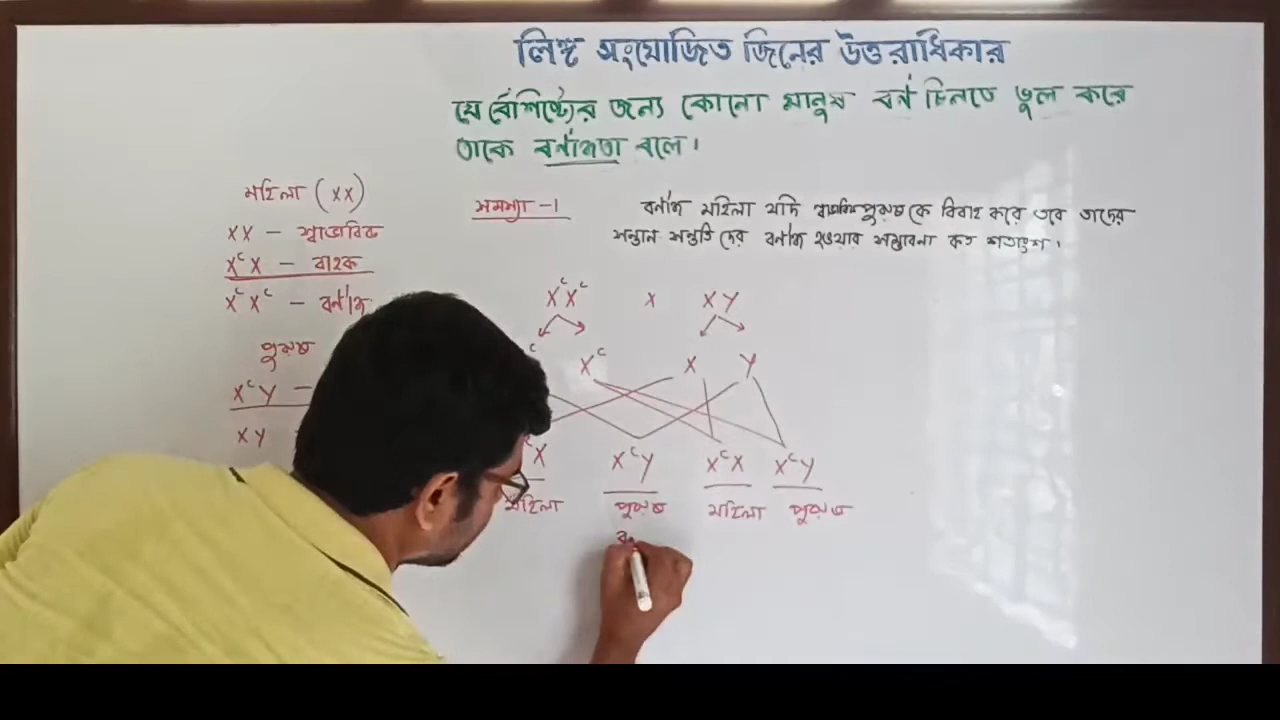 লিঙ্গ সংযোজিত জিনের উত্তরাধিকার
যে বৈশিষ্ট্যের জন্য কোনো মানুষ বর্ণ চিনতে ভুল করে
তাকে বর্ণান্ধতা বলে।
মহিলা (XX)
XX - স্বাভাবিক
XᶜX - বাহক
XᶜXᶜ - বর্ণান্ধ
পুরুষ
XᶜY -
XY
সমস্যা -1
বর্ণান্ধ মহিলা যদি স্বাভাবিক পুরুষকে বিবাহ করে তবে তাদের
সন্তান সন্ততিদের বর্ণান্ধ হওয়ার সম্ভাবনা কত শতাংশ।
XᶜXᶜ x XY
ᶜ Xᶜ X Y
ᶜX XᶜY XᶜX XᶜY
মহিলা পুরুষ মহিলা পুরুষ